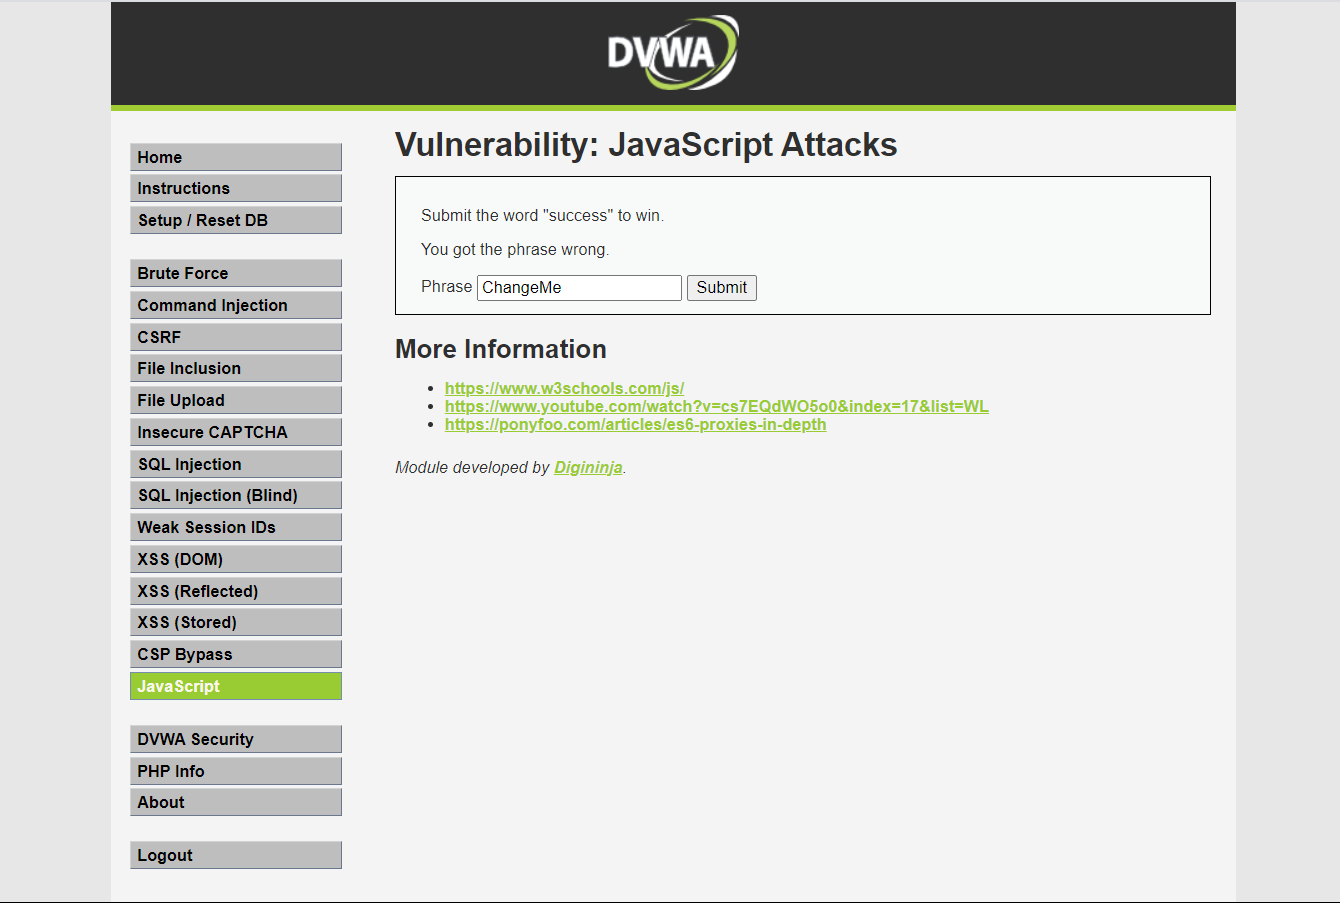 DVWA
Home
Instructions
Setup / Reset DB
Brute Force
Command Injection
CSRF
File Inclusion
File Upload
Insecure CAPTCHA
SQL Injection
SQL Injection (Blind)
Weak Session IDs
XSS (DOM)
XSS (Reflected)
XSS (Stored)
CSP Bypass
JavaScript
DVWA Security
PHP Info
About
Logout
Vulnerability: JavaScript Attacks
Submit the word "success" to win.
You got the phrase wrong.
Phrase ChangeMe Submit
More Information
https://www.w3schools.com/js/
https://www.youtube.com/watch?v=cs7EQdWO5o0&index=17&list=WL
https://ponyfoo.com/articles/es6-proxies-in-depth
Module developed by Digininja.